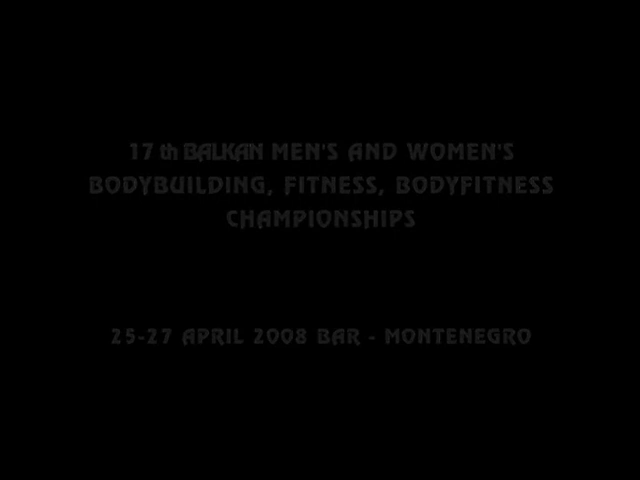 17 th BALKAN MEN'S AND WOMEN'S
BODYBUILDING, FITNESS, BODYFITNESS
CHAMPIONSHIPS
25-27 APRIL 2008 BAR - MONTENEGRO